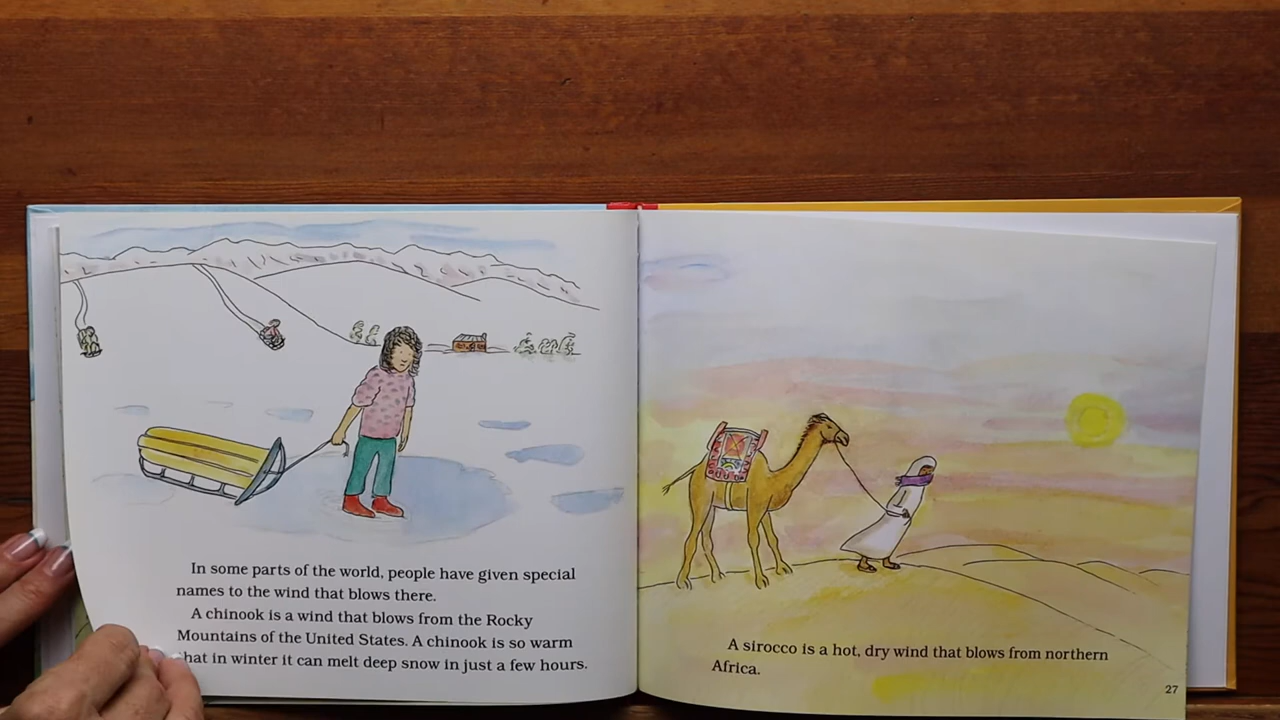 In some parts of the world, people have given special
names to the wind that blows there.
A chinook is a wind that blows from the Rocky
Mountains of the United States. A chinook is so warm
that in winter it can melt deep snow in just a few hours.
A sirocco is a hot, dry wind that blows from northern
Africa.
27